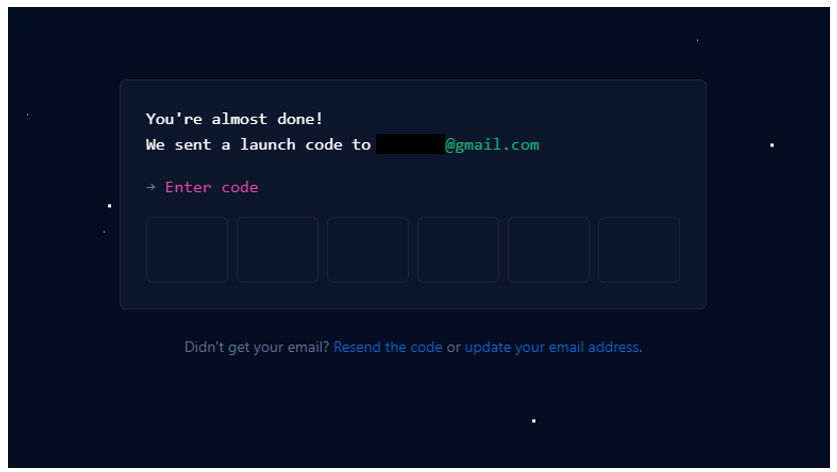 You're almost done!
We sent a launch code to @gmail.com
→ Enter code
Didn't get your email? Resend the code or update your email address.